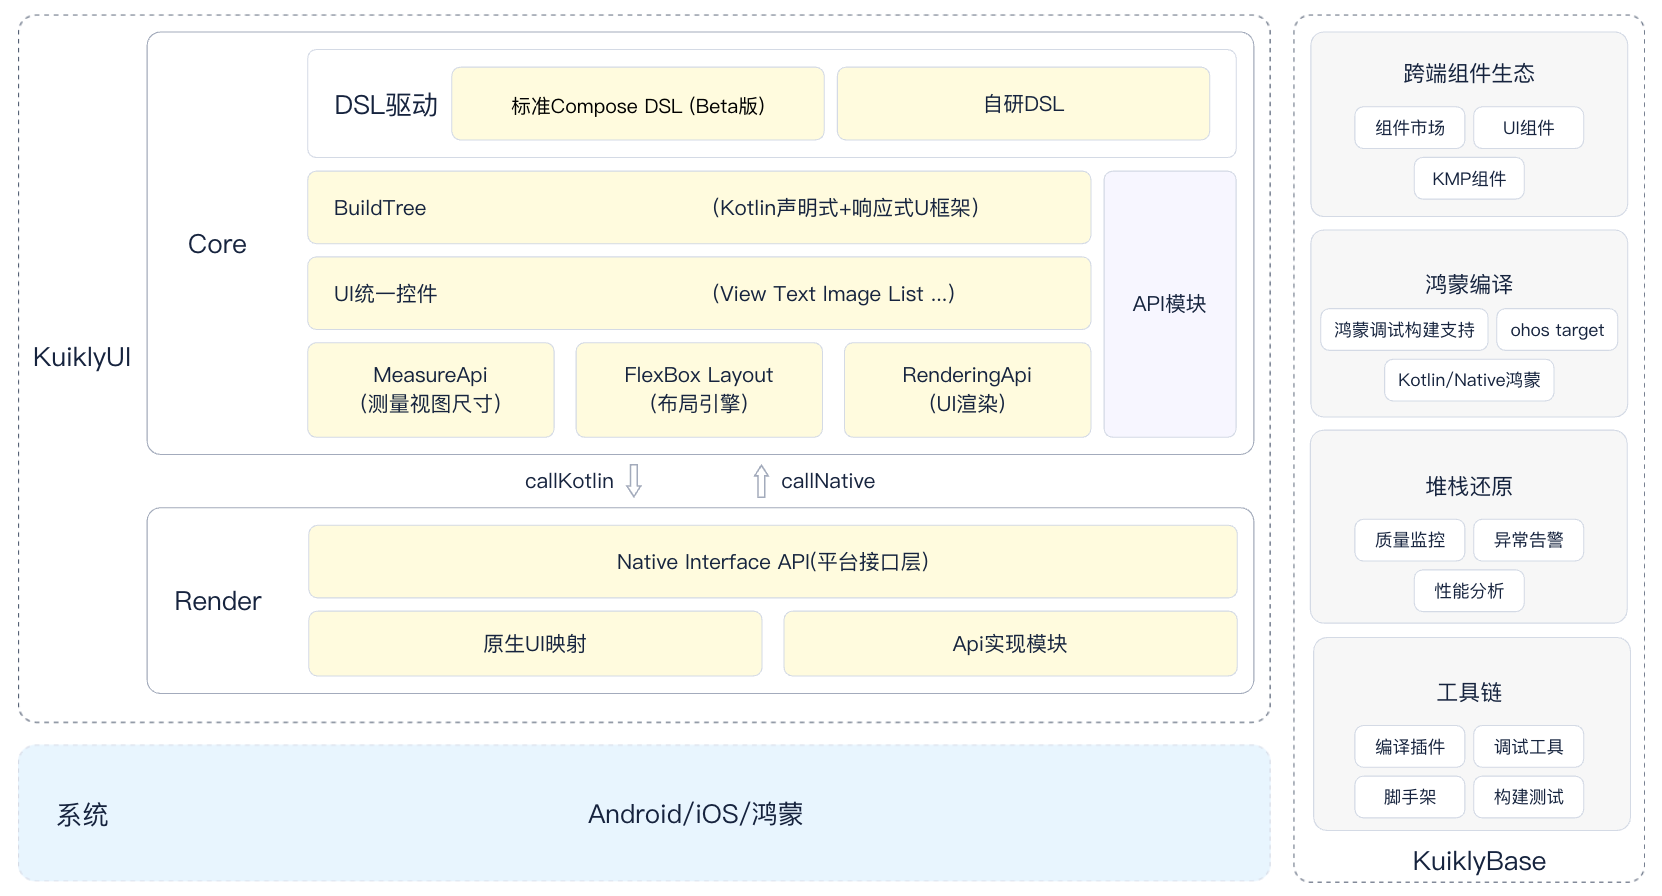 KuiklyUI
Core
DSL驱动
标准Compose DSL (Beta版)
自研DSL
BuildTree
(Kotlin声明式+响应式U框架)
UI统一控件
(View Text Image List ...)
API模块
MeasureApi
(测量视图尺寸)
FlexBox Layout
(布局引擎)
RenderingApi
(UI渲染)
callKotlin
callNative
Render
Native Interface API(平台接口层)
原生UI映射
Api实现模块
系统
Android/iOS/鸿蒙
跨端组件生态
组件市场
UI组件
KMP组件
鸿蒙编译
鸿蒙调试构建支持
ohos target
Kotlin/Native鸿蒙
堆栈还原
质量监控
异常告警
性能分析
工具链
编译插件
调试工具
脚手架
构建测试
KuiklyBase